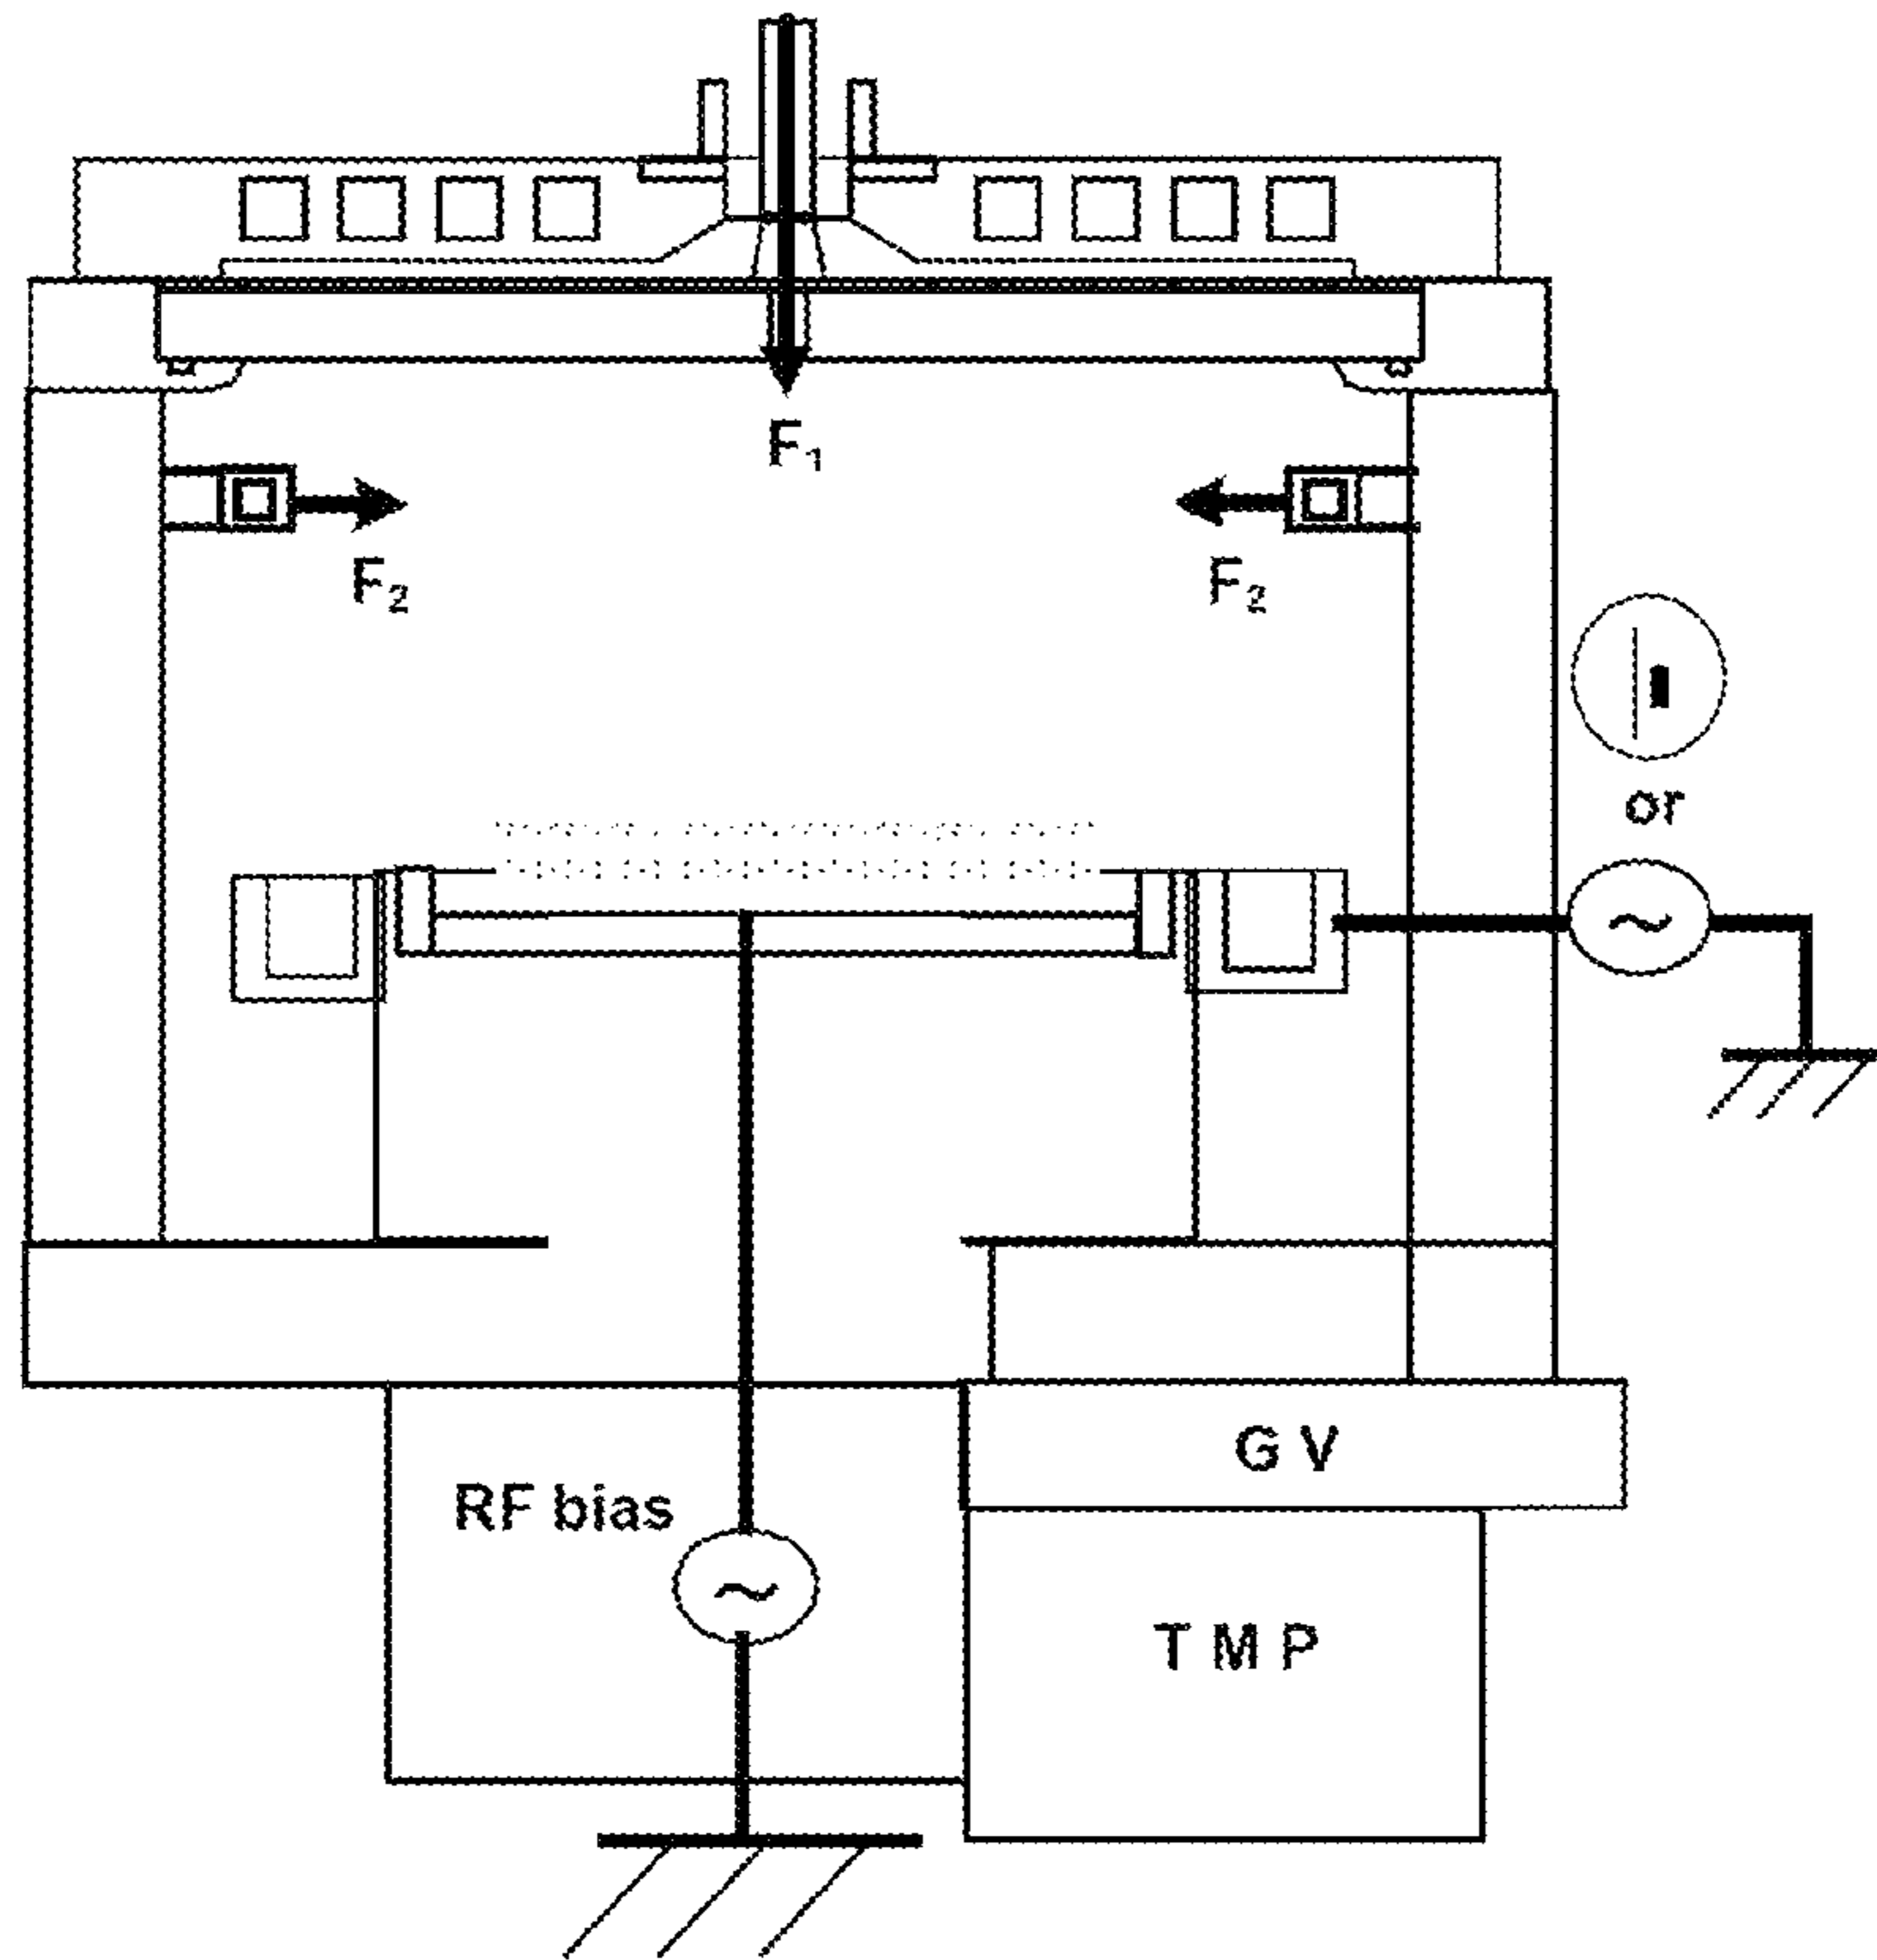 F₁
F₂
F₂
or
G V
RF bias
~
~
T M P